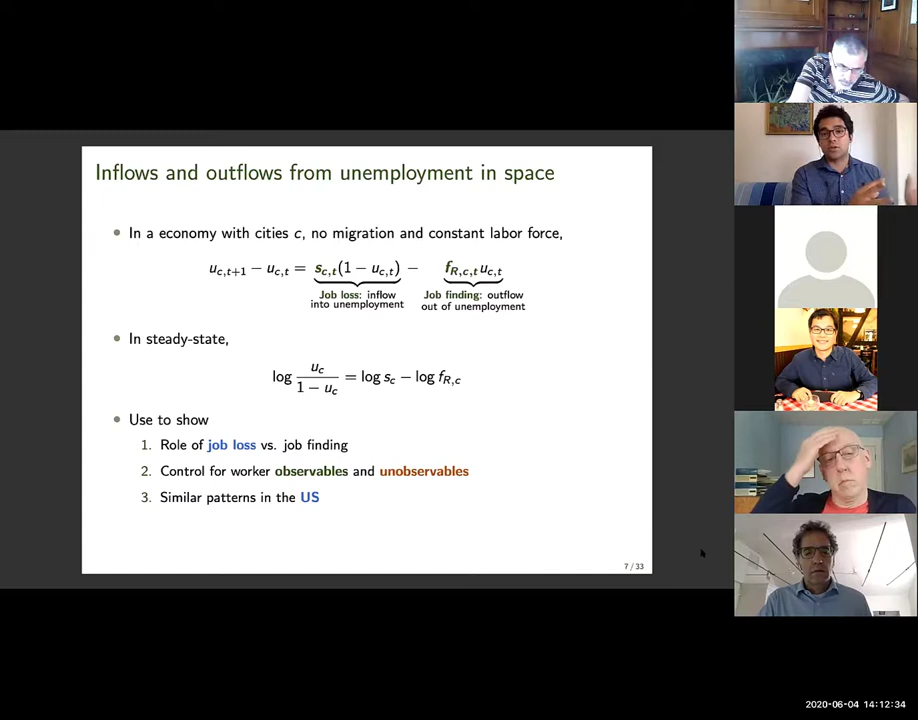 Inflows and outflows from unemployment in space
• In a economy with cities c, no migration and constant labor force,
u_{c,t+1} − u_{c,t} = s_{c,t}(1 − u_{c,t}) − f_{R,c,t}u_{c,t}
Job loss: inflow into unemployment
Job finding: outflow out of unemployment
• In steady-state,
log u_c / (1 − u_c) = log s_c − log f_{R,c}
• Use to show
1. Role of job loss vs. job finding
2. Control for worker observables and unobservables
3. Similar patterns in the US
7 / 33
2020-06-04 14:12:34